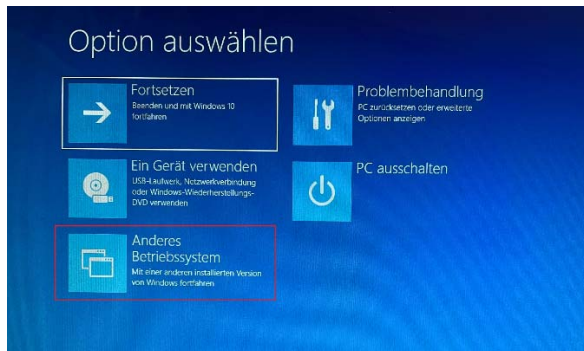 Option auswählen
Fortsetzen
Beenden und mit Windows 10
fortfahren
Problembehandlung
PC zurücksetzen oder erweiterte
Optionen anzeigen
Ein Gerät verwenden
USB-Laufwerk, Netzwerkverbindung
oder Windows-Wiederherstellungs-
DVD verwenden
PC ausschalten
Anderes
Betriebssystem
Mit einer anderen installierten Version
von Windows fortfahren